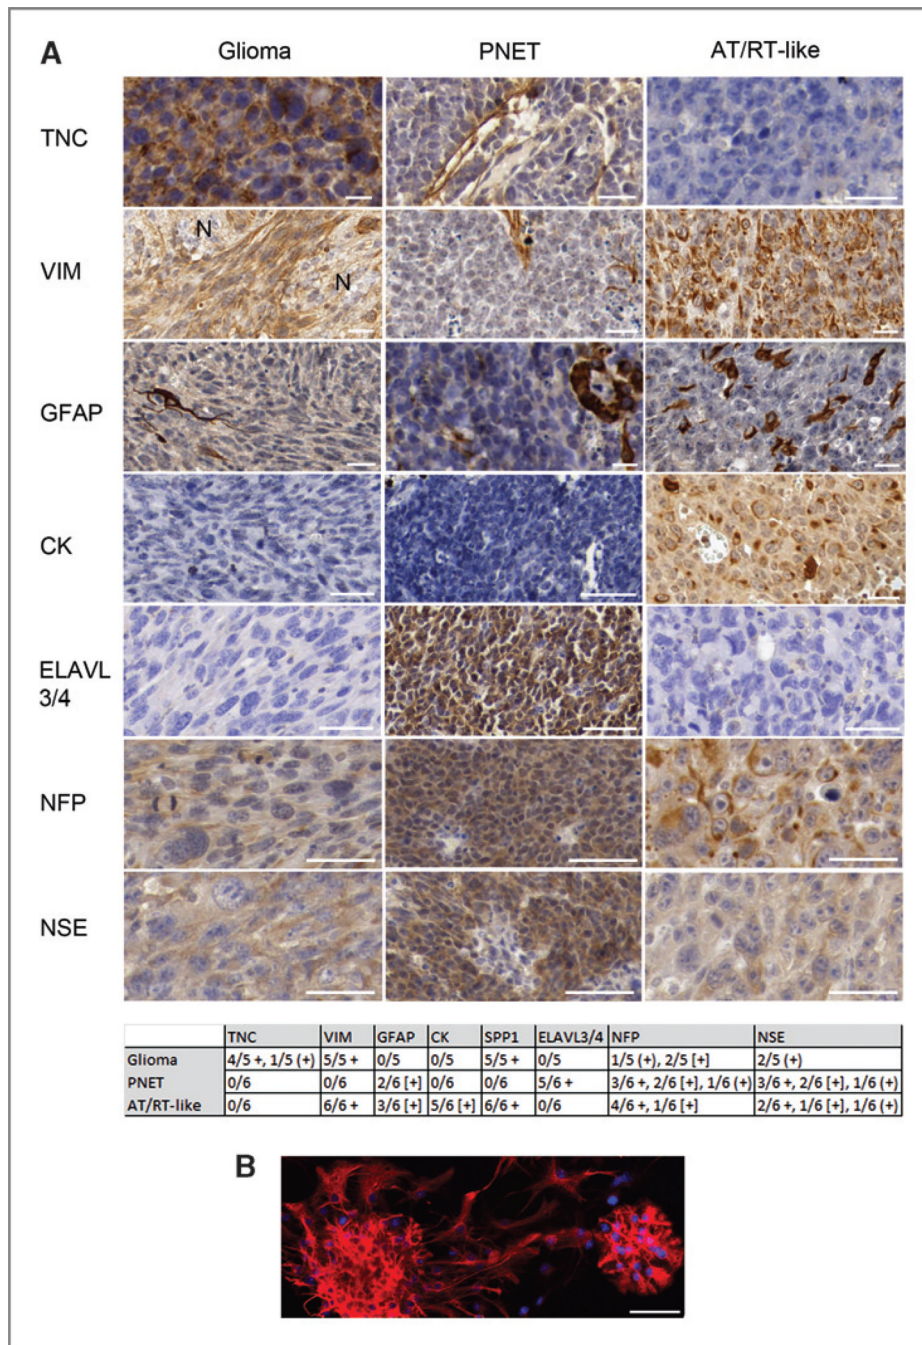 A
Glioma PNET AT/RT-like
TNC
VIM
N
N
GFAP
CK
ELAVL
3/4
NFP
NSE
TNC VIM GFAP CK SPP1 ELAVL3/4 NFP NSE
Glioma 4/5 +, 1/5 (+) 5/5 + 0/5 0/5 5/5 + 0/5 1/5 (+), 2/5 [+] 2/5 (+)
PNET 0/6 0/6 2/6 [+] 0/6 0/6 5/6 + 3/6 +, 2/6 [+], 1/6 (+) 3/6 +, 2/6 [+], 1/6 (+)
AT/RT-like 0/6 6/6 + 3/6 [+] 5/6 [+] 6/6 + 0/6 4/6 +, 1/6 [+] 2/6 +, 1/6 [+], 1/6 (+)
B